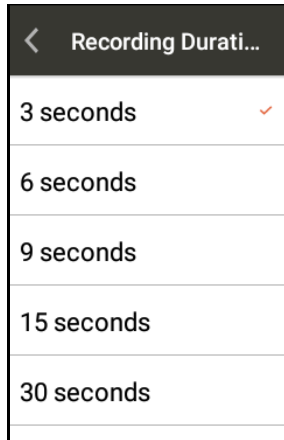 Recording Durati...
3 seconds
6 seconds
9 seconds
15 seconds
30 seconds